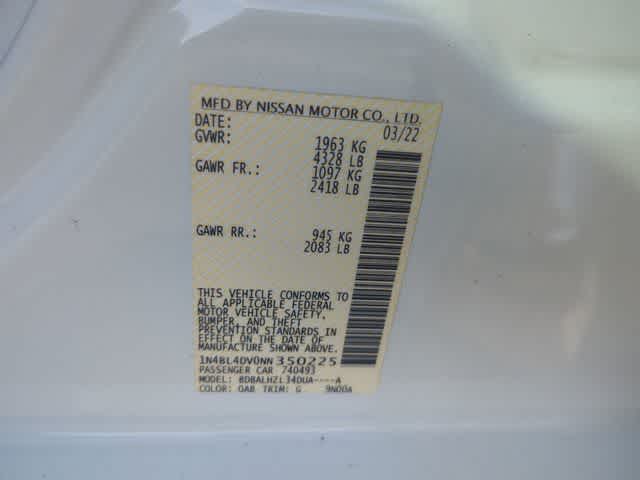 MFD BY NISSAN MOTOR CO., LTD.
DATE: 03/22
GVWR: 1963 KG
4328 LB
GAWR FR.: 1097 KG
2418 LB
GAWR RR.: 945 KG
2083 LB
THIS VEHICLE CONFORMS TO
ALL APPLICABLE FEDERAL
MOTOR VEHICLE SAFETY,
BUMPER, AND THEFT
PREVENTION STANDARDS IN
EFFECT ON THE DATE OF
MANUFACTURE SHOWN ABOVE.
1N4BL4DV0NN350225
PASSENGER CAR 740493
MODEL: BDBALHZL34DUA----A
COLOR: QAB TRIM: G 9N00A